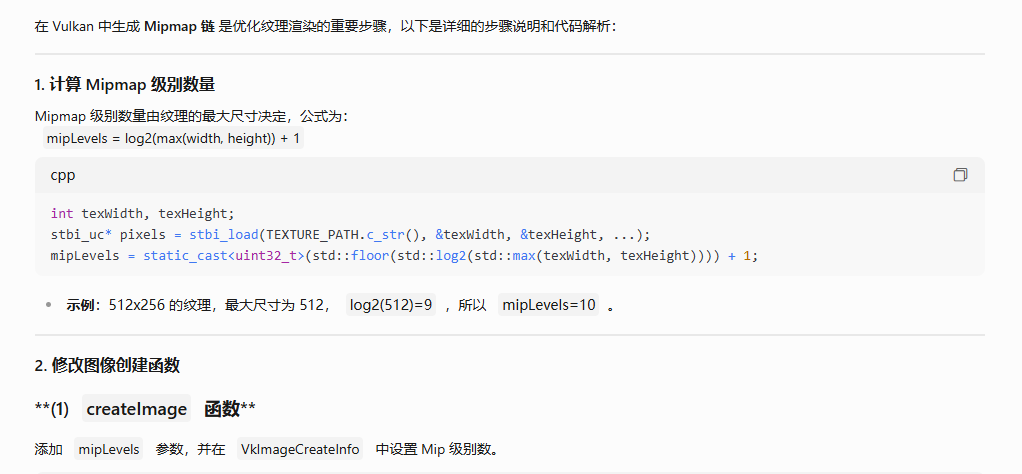 在 Vulkan 中生成 Mipmap 链 是优化纹理渲染的重要步骤，以下是详细的步骤说明和代码解析：
1. 计算 Mipmap 级别数量
Mipmap 级别数量由纹理的最大尺寸决定，公式为：
mipLevels = log2(max(width, height)) + 1
cpp
int texWidth, texHeight;
stbi_uc* pixels = stbi_load(TEXTURE_PATH.c_str(), &texWidth, &texHeight, ...);
mipLevels = static_cast<uint32_t>(std::floor(std::log2(std::max(texWidth, texHeight)))) + 1;
• 示例：512x256 的纹理，最大尺寸为 512， log2(512)=9 ，所以 mipLevels=10 。
2. 修改图像创建函数
**(1) createImage 函数**
添加 mipLevels 参数，并在 VkImageCreateInfo 中设置 Mip 级别数。